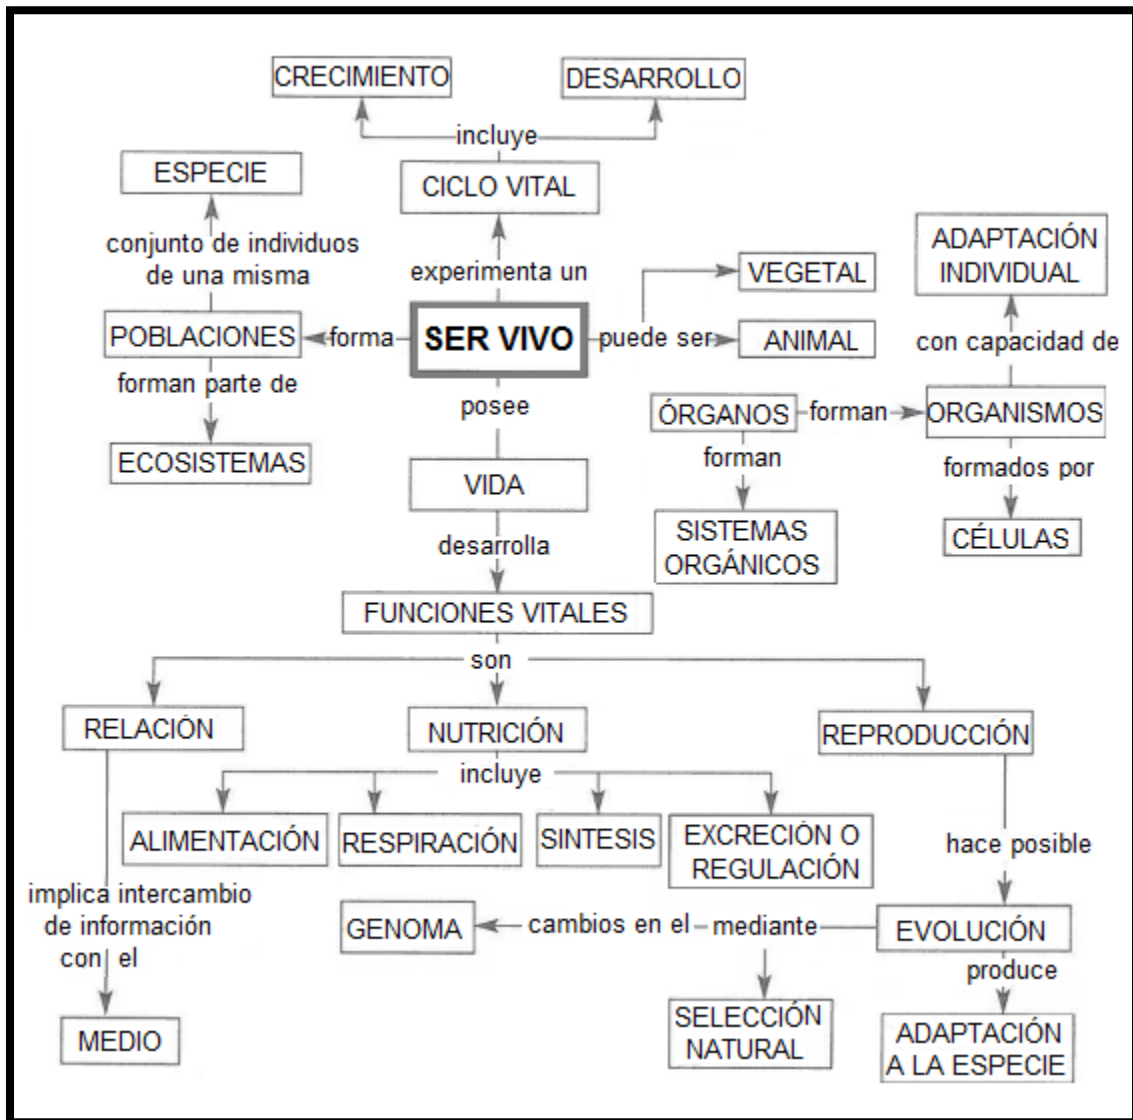 CRECIMIENTO
DESARROLLO
incluye
ESPECIE
CICLO VITAL
conjunto de individuos
de una misma
experimenta un
ADAPTACIÓN
INDIVIDUAL
VEGETAL
POBLACIONES
forma
SER VIVO
puede ser
ANIMAL
con capacidad de
forman parte de
posee
ÓRGANOS
forman
ORGANISMOS
ECOSISTEMAS
VIDA
forman
formados por
desarrolla
SISTEMAS
ORGÁNICOS
CÉLULAS
FUNCIONES VITALES
son
RELACIÓN
NUTRICIÓN
REPRODUCCIÓN
incluye
ALIMENTACIÓN
RESPIRACIÓN
SINTESIS
EXCRECIÓN O
REGULACIÓN
hace posible
implica intercambio
de información
con el
GENOMA
cambios en el
mediante
EVOLUCIÓN
produce
MEDIO
SELECCIÓN
NATURAL
ADAPTACIÓN
A LA ESPECIE